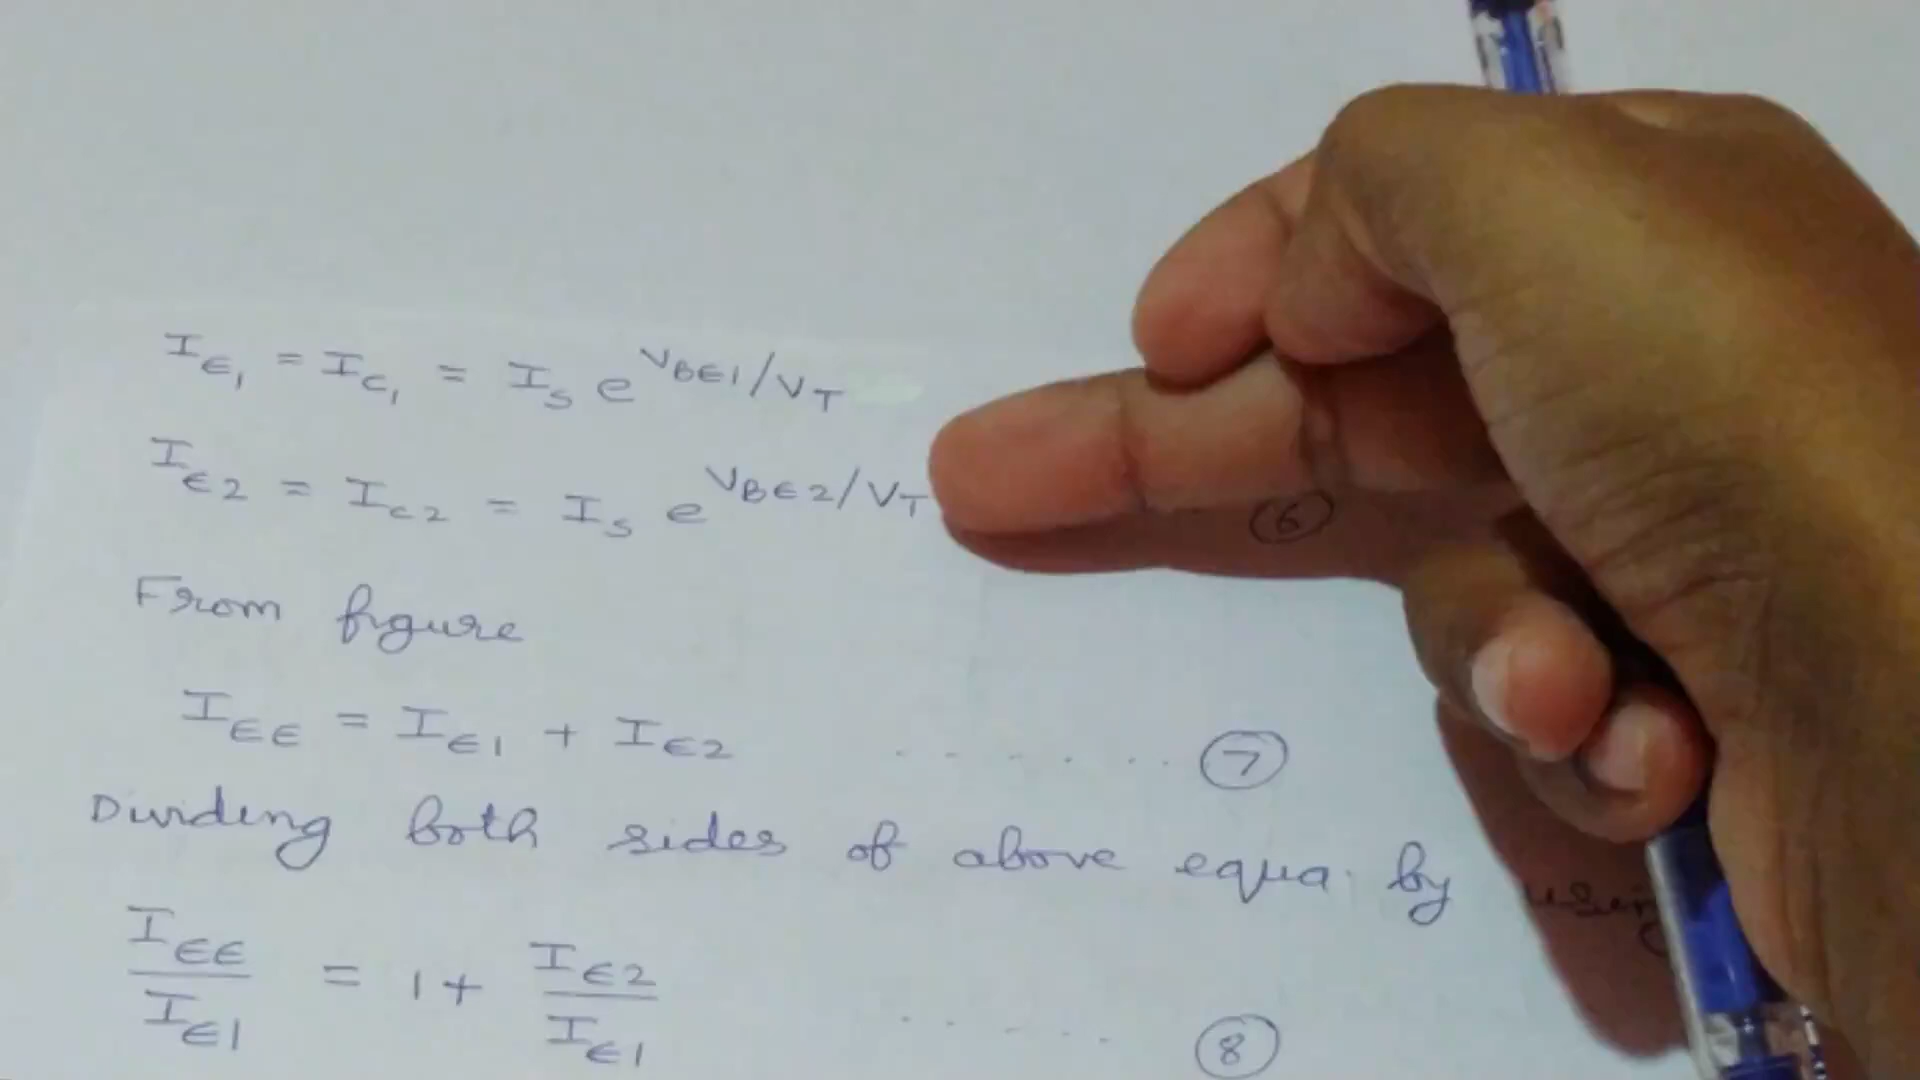 I_E1 = I_C1 = I_S e^V_BE1/V_T
I_E2 = I_C2 = I_S e^V_BE2/V_T 6
From figure
I_EE = I_E1 + I_E2 ........ 7
Dividing both sides of above equa. by using
I_EE/I_E1 = 1 + I_E2/I_E1 ...... 8